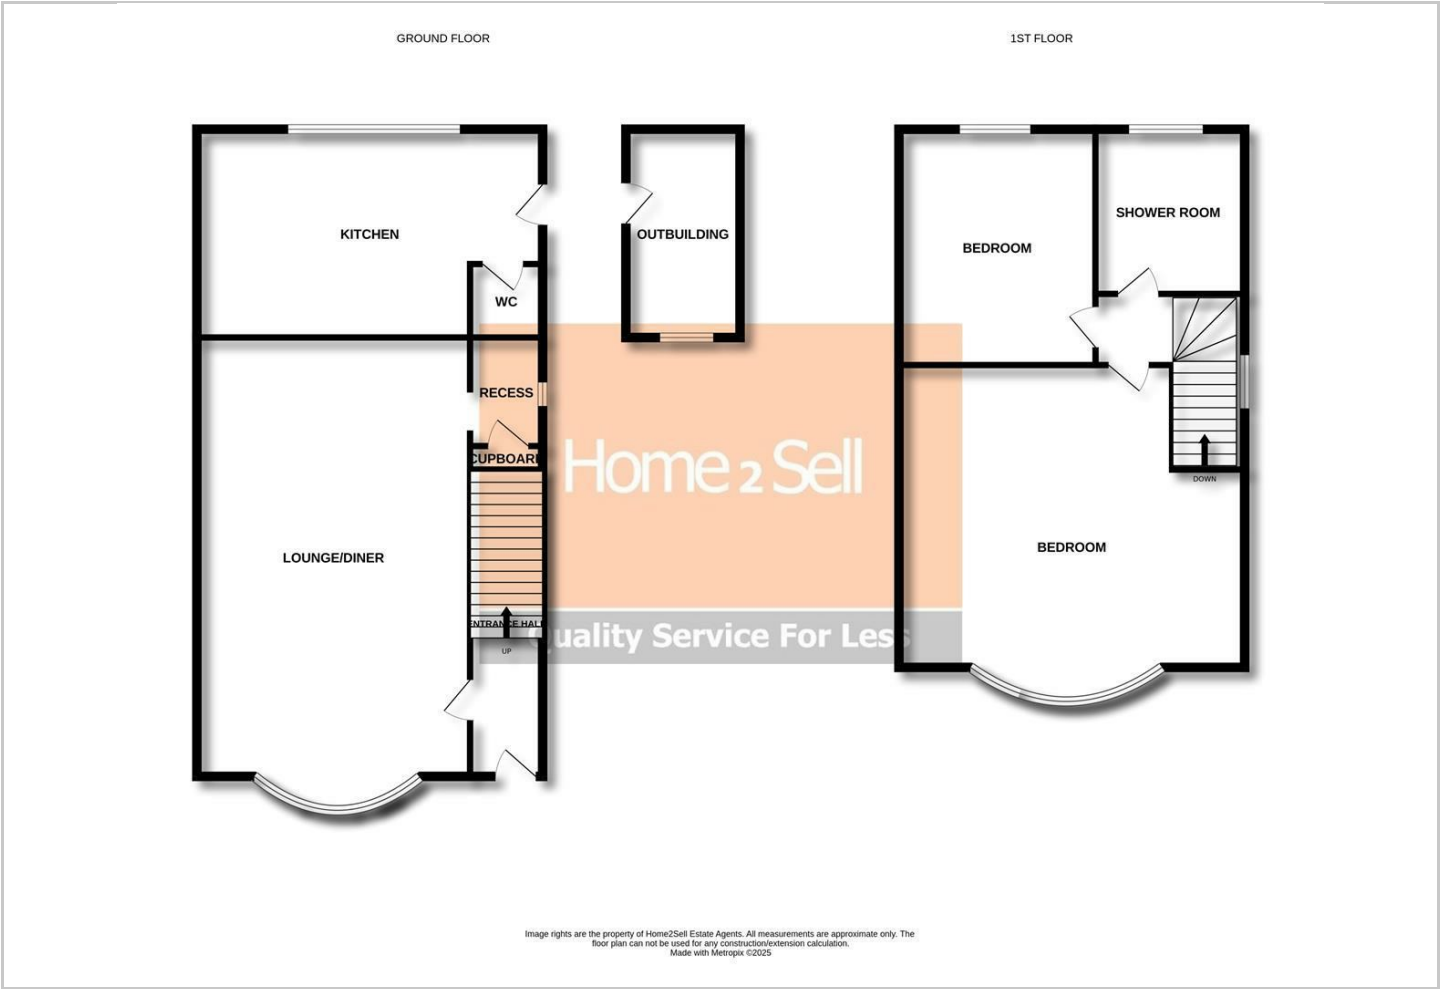 GROUND FLOOR
1ST FLOOR
KITCHEN
OUTBUILDING
WC
RECESS
CUPBOARD
LOUNGE/DINER
ENTRANCE HALL
UP
BEDROOM
SHOWER ROOM
DOWN
BEDROOM
Home 2 Sell
Quality Service For Less
Image rights are the property of Home2Sell Estate Agents. All measurements are approximate only. The
floor plan can not be used for any construction/extension calculation.
Made with Metropix ©2025